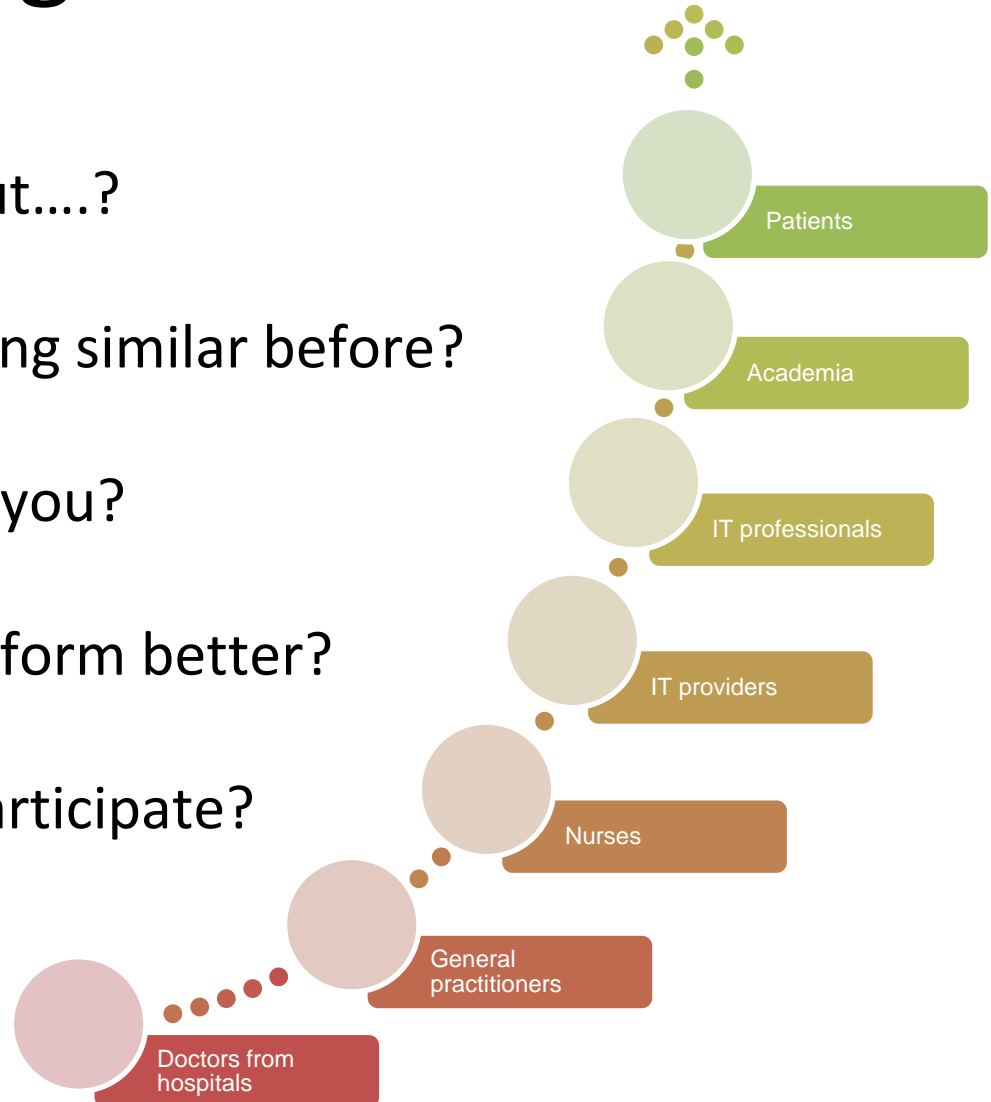 g
ut....?
ng similar before?
you?
form better?
articipate?
Patients
Academia
IT professionals
IT providers
Nurses
General
practitioners
Doctors from
hospitals